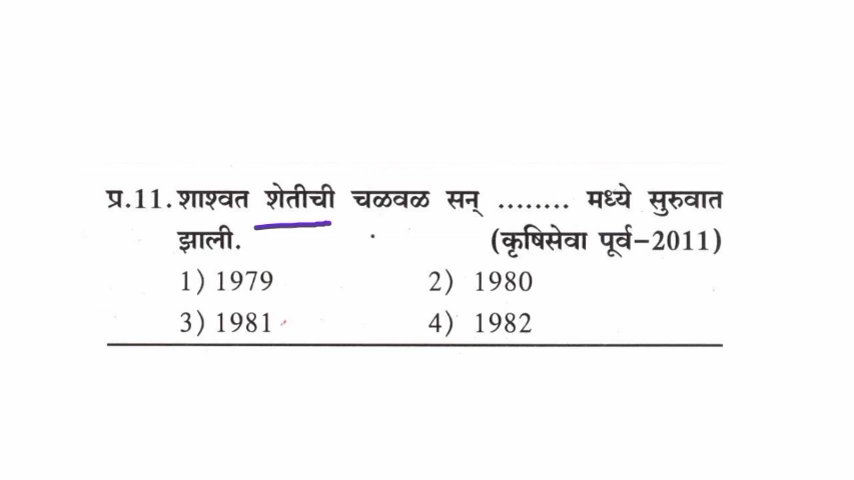 प्र.11. शाश्वत शेतीची चळवळ सन् ........ मध्ये सुरुवात
झाली. (कृषिसेवा पूर्व–2011)
1) 1979 2) 1980
3) 1981 4) 1982